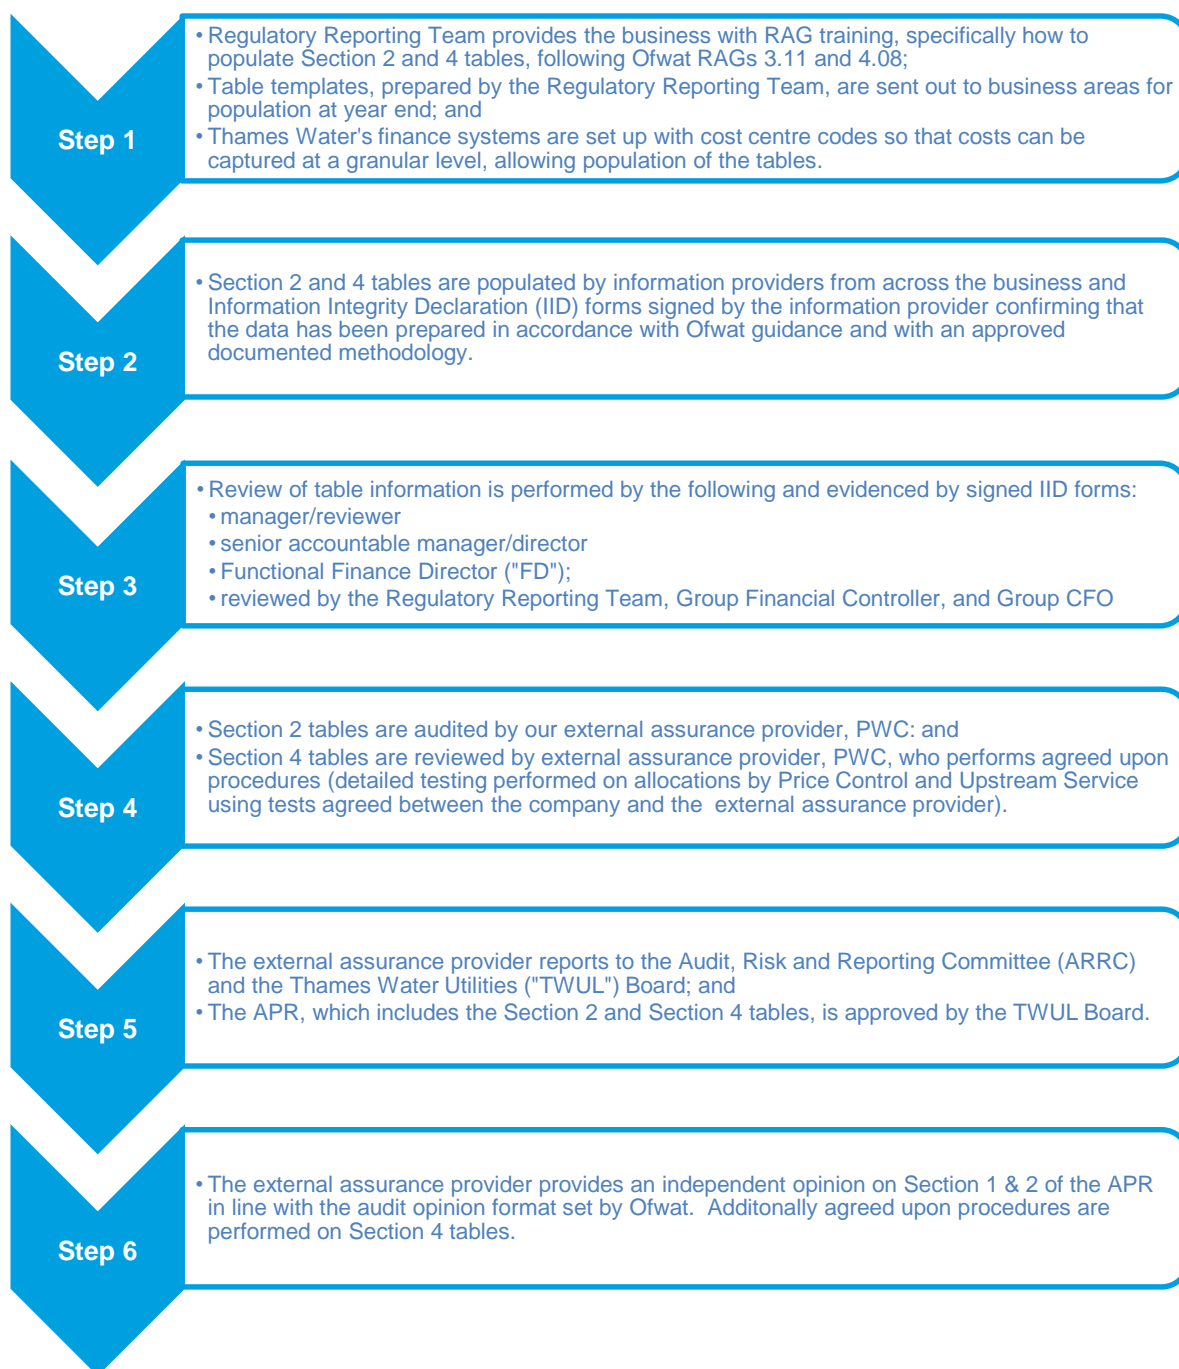 Step 1
• Regulatory Reporting Team provides the business with RAG training, specifically how to
populate Section 2 and 4 tables, following Ofwat RAGs 3.11 and 4.08;
• Table templates, prepared by the Regulatory Reporting Team, are sent out to business areas for
population at year end; and
• Thames Water's finance systems are set up with cost centre codes so that costs can be
captured at a granular level, allowing population of the tables.
Step 2
• Section 2 and 4 tables are populated by information providers from across the business and
Information Integrity Declaration (IID) forms signed by the information provider confirming that
the data has been prepared in accordance with Ofwat guidance and with an approved
documented methodology.
Step 3
• Review of table information is performed by the following and evidenced by signed IID forms:
• manager/reviewer
• senior accountable manager/director
• Functional Finance Director ("FD");
• reviewed by the Regulatory Reporting Team, Group Financial Controller, and Group CFO
Step 4
• Section 2 tables are audited by our external assurance provider, PWC: and
• Section 4 tables are reviewed by external assurance provider, PWC, who performs agreed upon
procedures (detailed testing performed on allocations by Price Control and Upstream Service
using tests agreed between the company and the  external assurance provider).
Step 5
• The external assurance provider reports to the Audit, Risk and Reporting Committee (ARRC)
and the Thames Water Utilities ("TWUL") Board; and
• The APR, which includes the Section 2 and Section 4 tables, is approved by the TWUL Board.
Step 6
• The external assurance provider provides an independent opinion on Section 1 & 2 of the APR
in line with the audit opinion format set by Ofwat.  Additonally agreed upon procedures are
performed on Section 4 tables.